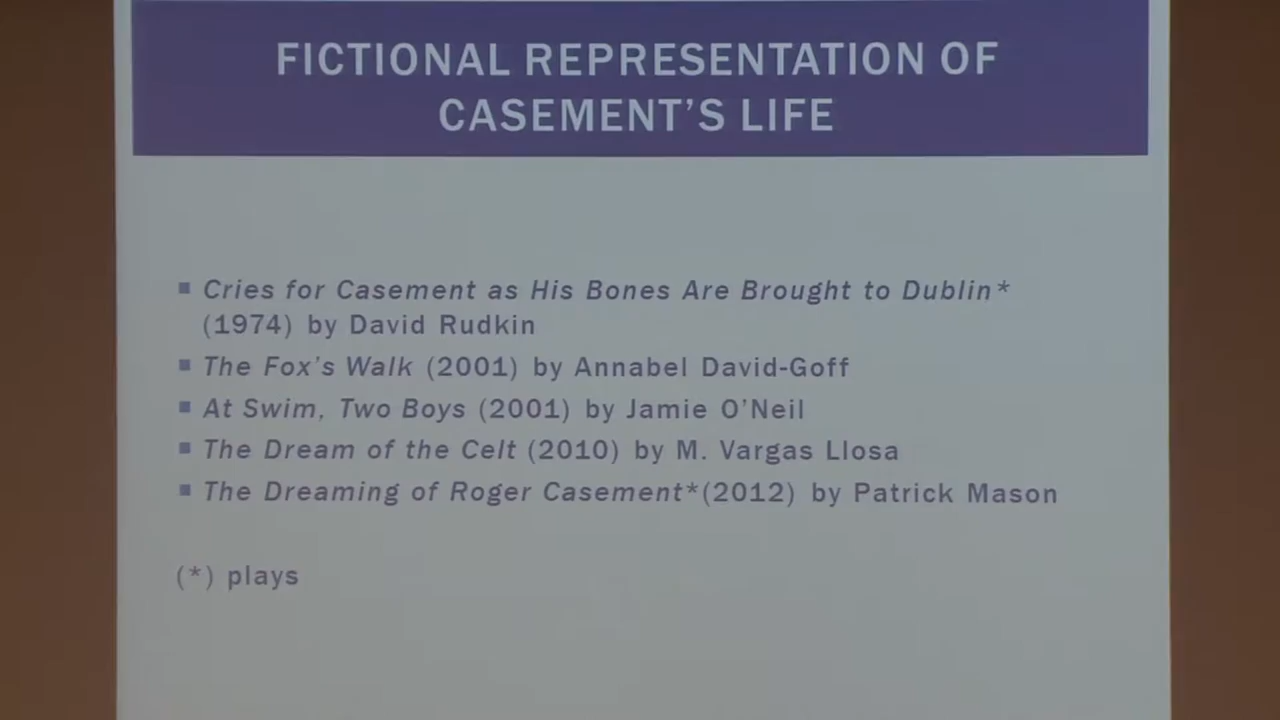 FICTIONAL REPRESENTATION OF
CASEMENT'S LIFE
Cries for Casement as His Bones Are Brought to Dublin*
(1974) by David Rudkin
The Fox's Walk (2001) by Annabel David-Goff
At Swim, Two Boys (2001) by Jamie O'Neil
The Dream of the Celt (2010) by M. Vargas Llosa
The Dreaming of Roger Casement*(2012) by Patrick Mason
(*) plays